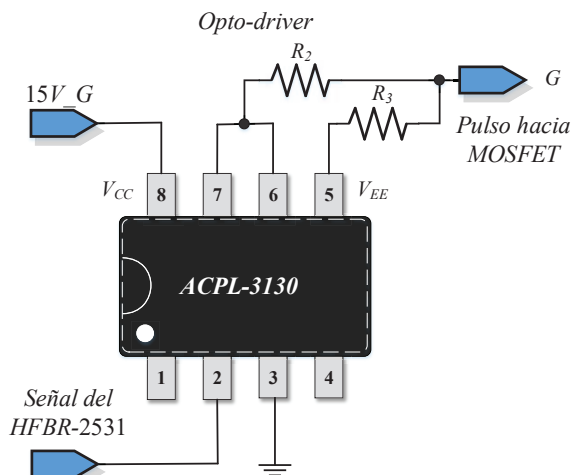 Opto-driver
R2
G
15V_G
R3
Pulso hacia
MOSFET
VCC
8
7
6
5
VEE
ACPL-3130
1
2
3
4
Señal del
HFBR-2531